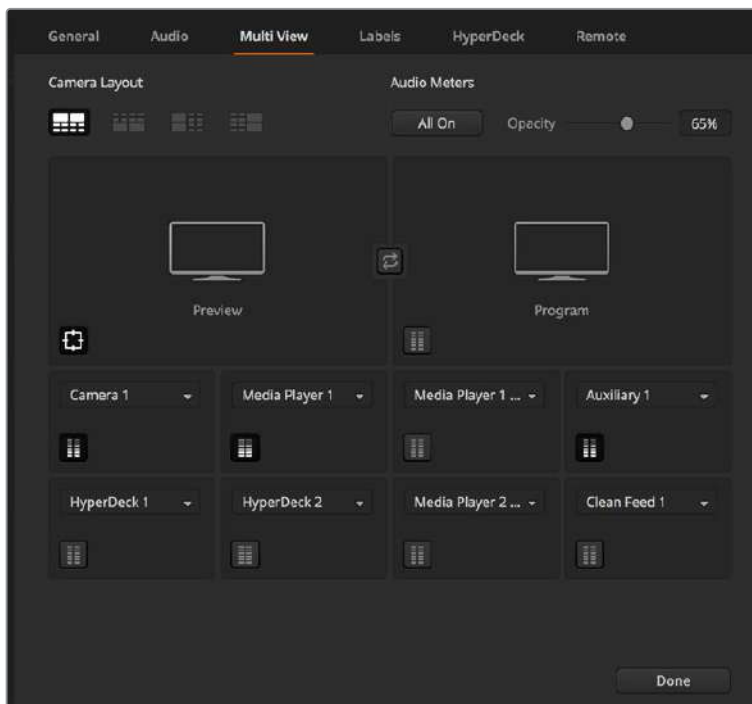 General Audio Multi View Labels HyperDeck Remote
Camera Layout Audio Meters
All On Opacity 65%
Preview Program
Camera 1 Media Player 1 Media Player 1 ... Auxiliary 1
HyperDeck 1 HyperDeck 2 Media Player 2 ... Clean Feed 1
Done